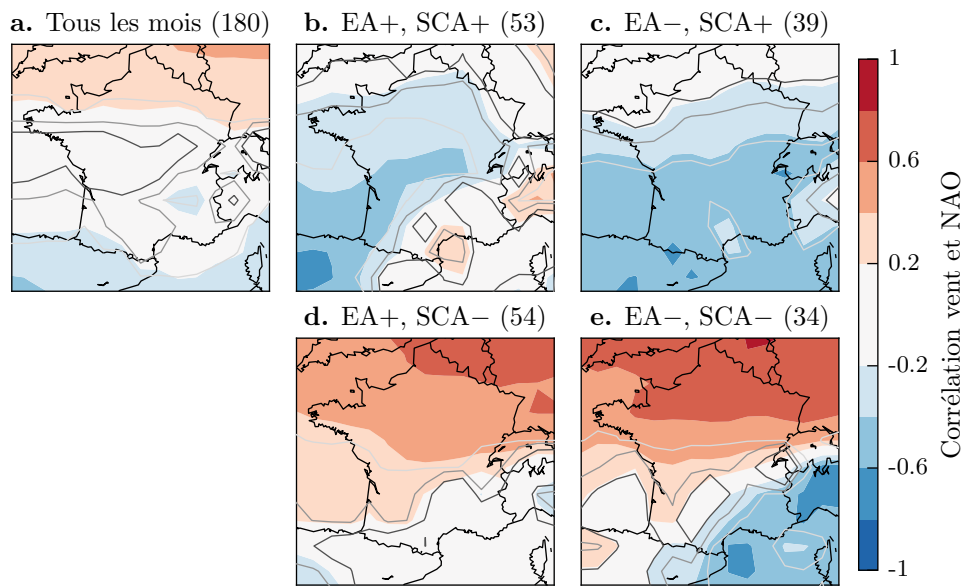 a. Tous les mois (180)
b. EA+, SCA+ (53)
c. EA−, SCA+ (39)
d. EA+, SCA− (54)
e. EA−, SCA− (34)
1
0.6
0.2
-0.2
-0.6
-1
Corrélation vent et NAO